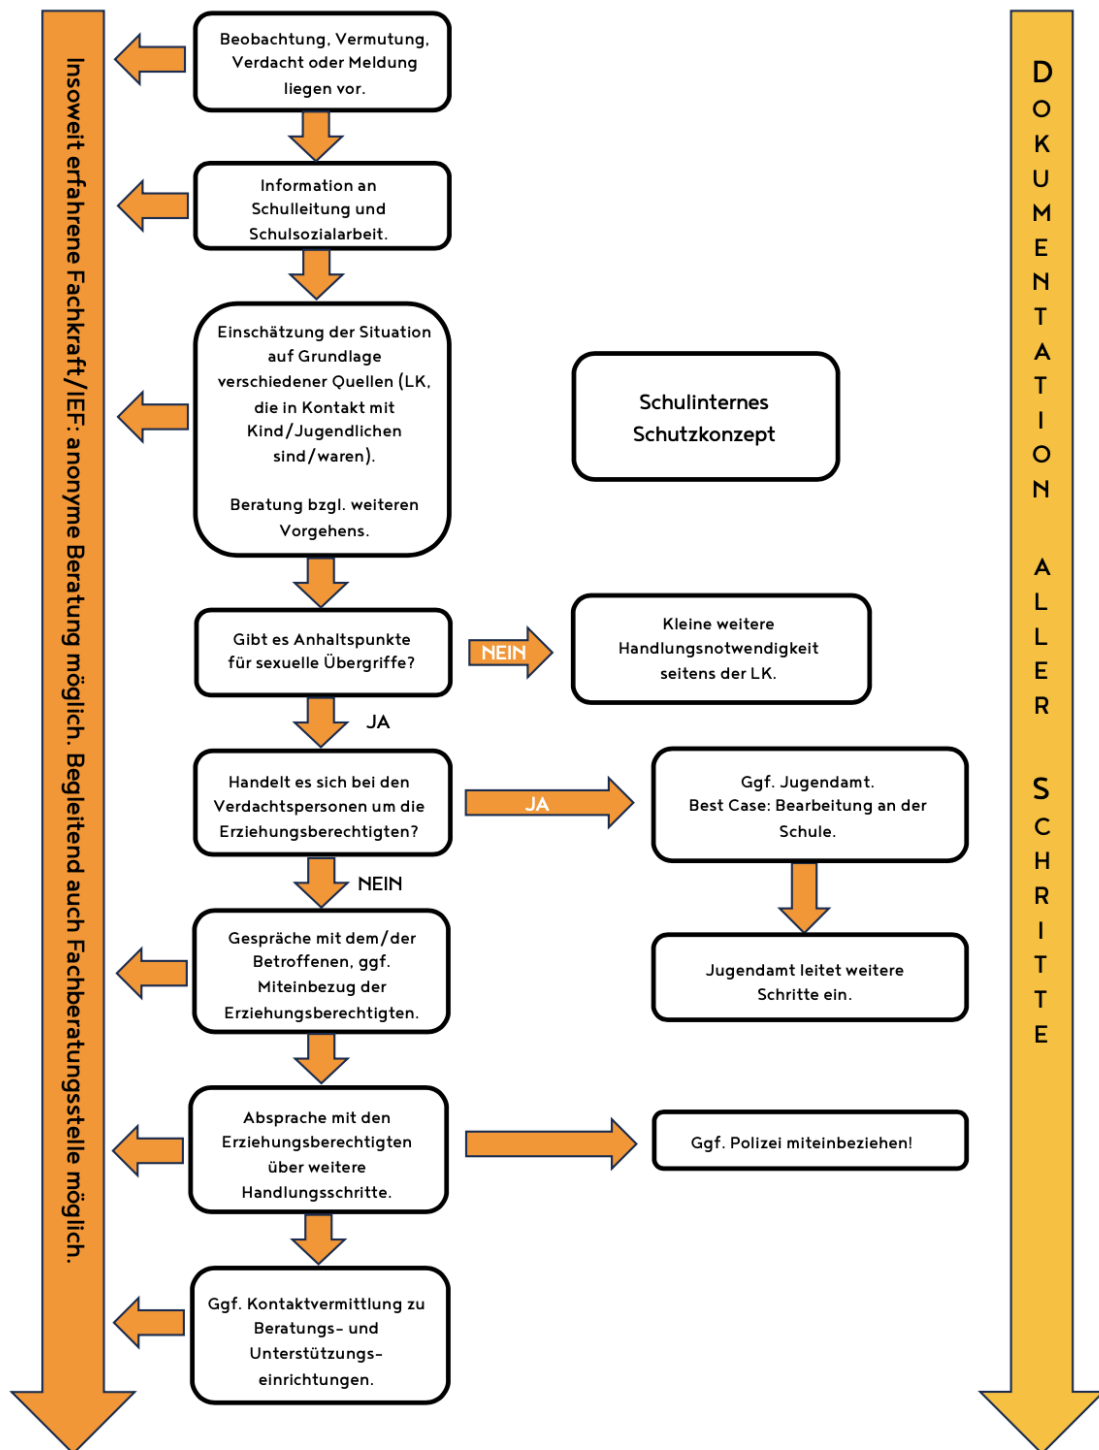 Insoweit erfahrene Fachkraft/IEF: anonyme Beratung möglich. Begleitend auch Fachberatungsstelle möglich.
Beobachtung, Vermutung,
Verdacht oder Meldung
liegen vor.
Information an
Schulleitung und
Schulsozialarbeit.
Einschätzung der Situation
auf Grundlage
verschiedener Quellen (LK,
die in Kontakt mit
Kind/Jugendlichen
sind/waren).
Beratung bzgl. weiteren
Vorgehens.
Schulinternes
Schutzkonzept
Gibt es Anhaltspunkte
für sexuelle Übergriffe?
NEIN
Kleine weitere
Handlungsnotwendigkeit
seitens der LK.
JA
Handelt es sich bei den
Verdachtspersonen um die
Erziehungsberechtigten?
JA
Ggf. Jugendamt.
Best Case: Bearbeitung an der
Schule.
NEIN
Gespräche mit dem/der
Betroffenen, ggf.
Miteinbezug der
Erziehungsberechtigten.
Jugendamt leitet weitere
Schritte ein.
Absprache mit den
Erziehungsberechtigten
über weitere
Handlungsschritte.
Ggf. Polizei miteinbeziehen!
Ggf. Kontaktvermittlung zu
Beratungs- und
Unterstützungs-
einrichtungen.
DOKUMENTATION ALLER SCHRITTE